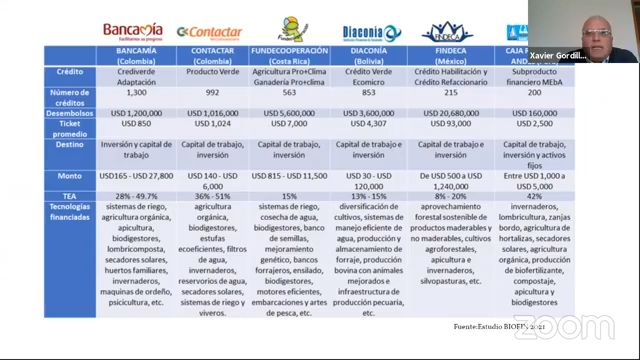 Bancamía
Facilitamos su progreso
Contactar
Diaconía
FINDECA
Xavier Gordill...
BANCAMÍA (Colombia)
CONTACTAR (Colombia)
FUNDECOOPERACIÓN (Costa Rica)
DIACONÍA (Bolivia)
FINDECA (México)
CAJA
ANDES
Crédito
Crediverde Adaptación
Producto Verde
Agricultura Pro+Clima Ganadería Pro+clima
Crédito Verde Ecomicro
Crédito Habilitación y Crédito Refaccionario
Subproducto financiero MEbA
Número de créditos
1,300
992
563
853
215
200
Desembolsos
USD 1,200,000
USD 1,016,000
USD 5,600,000
USD 3,600,000
USD 20,680,000
USD 160,000
Ticket promedio
USD 850
USD 1,024
USD 7,000
USD 4,307
USD 93,000
USD 2,500
Destino
Inversión y capital de trabajo
Capital de trabajo, inversión
Capital de trabajo, inversión
Capital de trabajo e inversión
Capital de trabajo e inversión
Capital de trabajo, inversión y activos fijos
Monto
USD165 - USD 27,800
USD 140 - USD 6,000
USD 815 - USD 11,500
USD 30 - USD 120,000
De USD 500 a USD 1,240,000
Entre USD 1,000 a USD 5,000
TEA
28% - 49.7%
36% - 51%
15%
13% - 15%
8% - 20%
42%
Tecnologías financiadas
sistemas de riego, agricultura orgánica, apicultura, biodigestores, lombricomposta, secadores solares, huertos familiares, invernaderos, maquinas de ordeño, psicicultura, etc.
agricultura orgánica, biodigestores, estufas ecoeficientes, filtros de agua, invernaderos, reservorios de agua, secadores solares, sistemas de riego y viveros.
sistemas de riego, cosecha de agua, biodigestores, banco de semillas, mejoramiento genético, bancos forrajeros, ensilado, biodigestores, motores eficientes, embarcaciones y artes de pesca, etc.
diversificación de cultivos, sistemas de manejo eficiente de agua, producción y almacenamiento de forraje, producción bovina con animales mejorados e infraestructura de producción pecuaria, etc.
aprovechamiento forestal sostenible de productos maderables y no maderables, cultivos agroforestales, apicultura e invernaderos, silvopasturas, etc.
invernaderos, lombricultura, zanjas bordo, agricultura de hortalizas, secadores solares, agricultura orgánica, producción de biofertilizante, compostaje, apicultura y biodigestores
Fuente:Estudio BIOFIN 2021
zoom